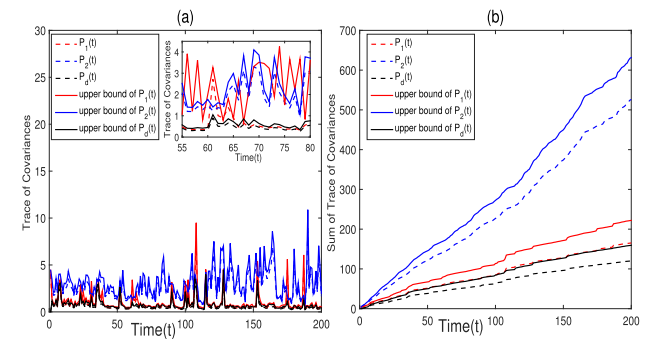 (a)
30
25
20
15
10
5
0
Trace of Covariances
P1(t)
P2(t)
Pd(t)
upper bound of P1(t)
upper bound of P2(t)
upper bound of Pd(t)
4
3
2
1
0
Trace of Covariances
55 60 65 70 75 80
Time(t)
0 50 100 150 200
Time(t)
(b)
700
600
500
400
300
200
100
0
Sum of Trace of Covariances
P1(t)
P2(t)
Pd(t)
upper bound of P1(t)
upper bound of P2(t)
upper bound of Pd(t)
0 50 100 150 200
Time(t)